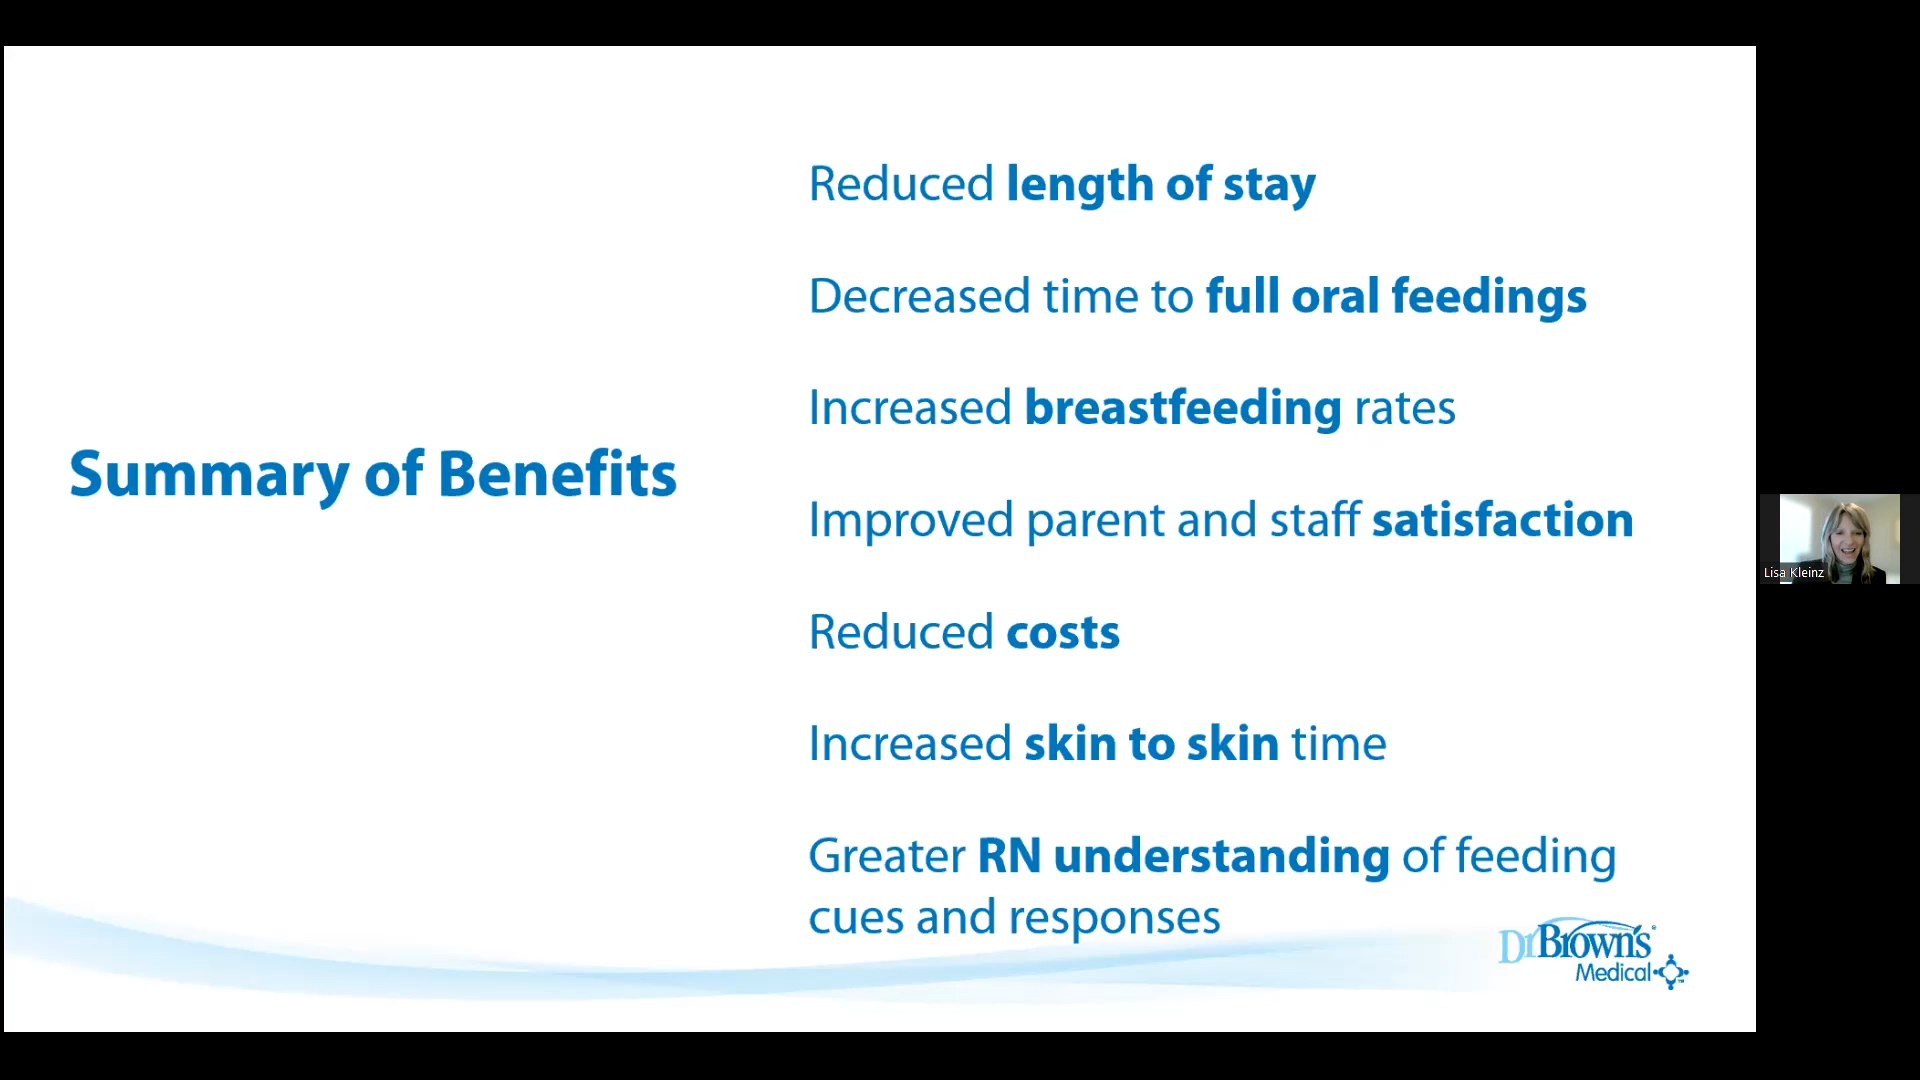 Summary of Benefits
Reduced length of stay
Decreased time to full oral feedings
Increased breastfeeding rates
Improved parent and staff satisfaction
Reduced costs
Increased skin to skin time
Greater RN understanding of feeding
cues and responses
Dr Brown's®
Medical™
Lisa Kleinz